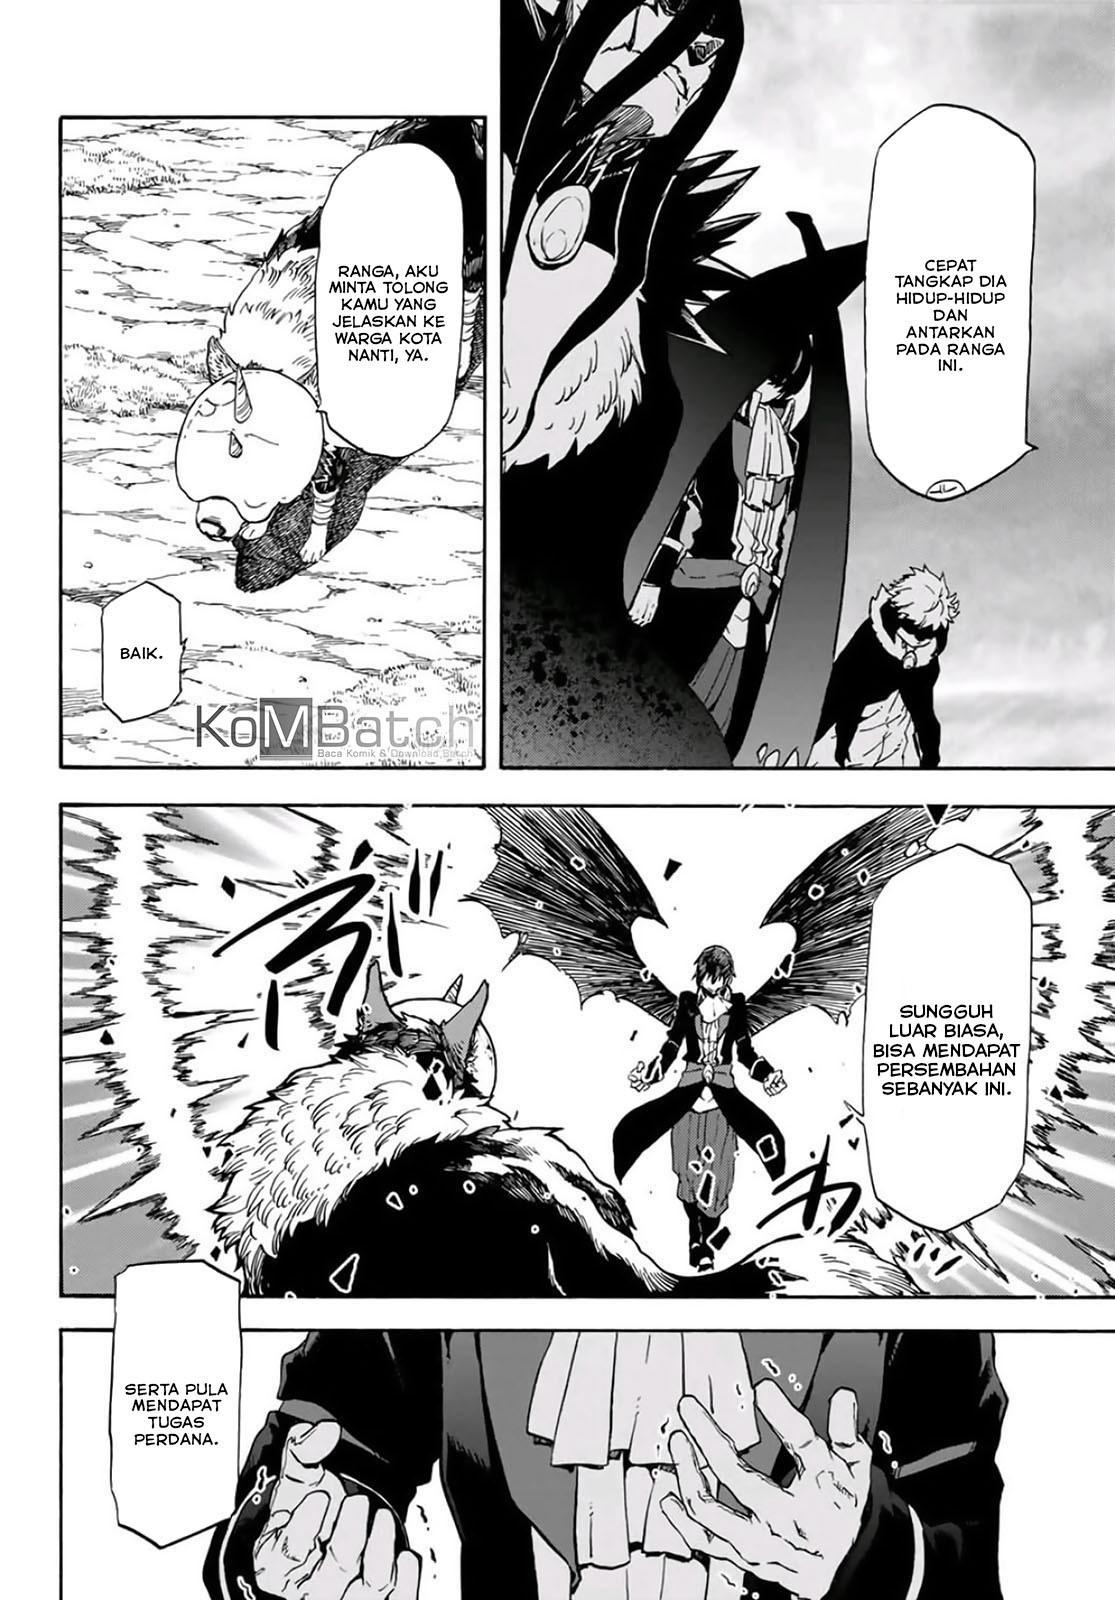 CEPAT
TANGKAP DIA
HIDUP-HIDUP
DAN
ANTARKAN
PADA RANGA
INI.
RANGA, AKU
MINTA TOLONG
KAMU YANG
JELASKAN KE
WARGA KOTA
NANTI, YA.
BAIK.
KoMBatch
Baca Komik & Download Batch
SUNGGUH
LUAR BIASA,
BISA MENDAPAT
PERSEMBAHAN
SEBANYAK INI.
SERTA PULA
MENDAPAT
TUGAS
PERDANA.